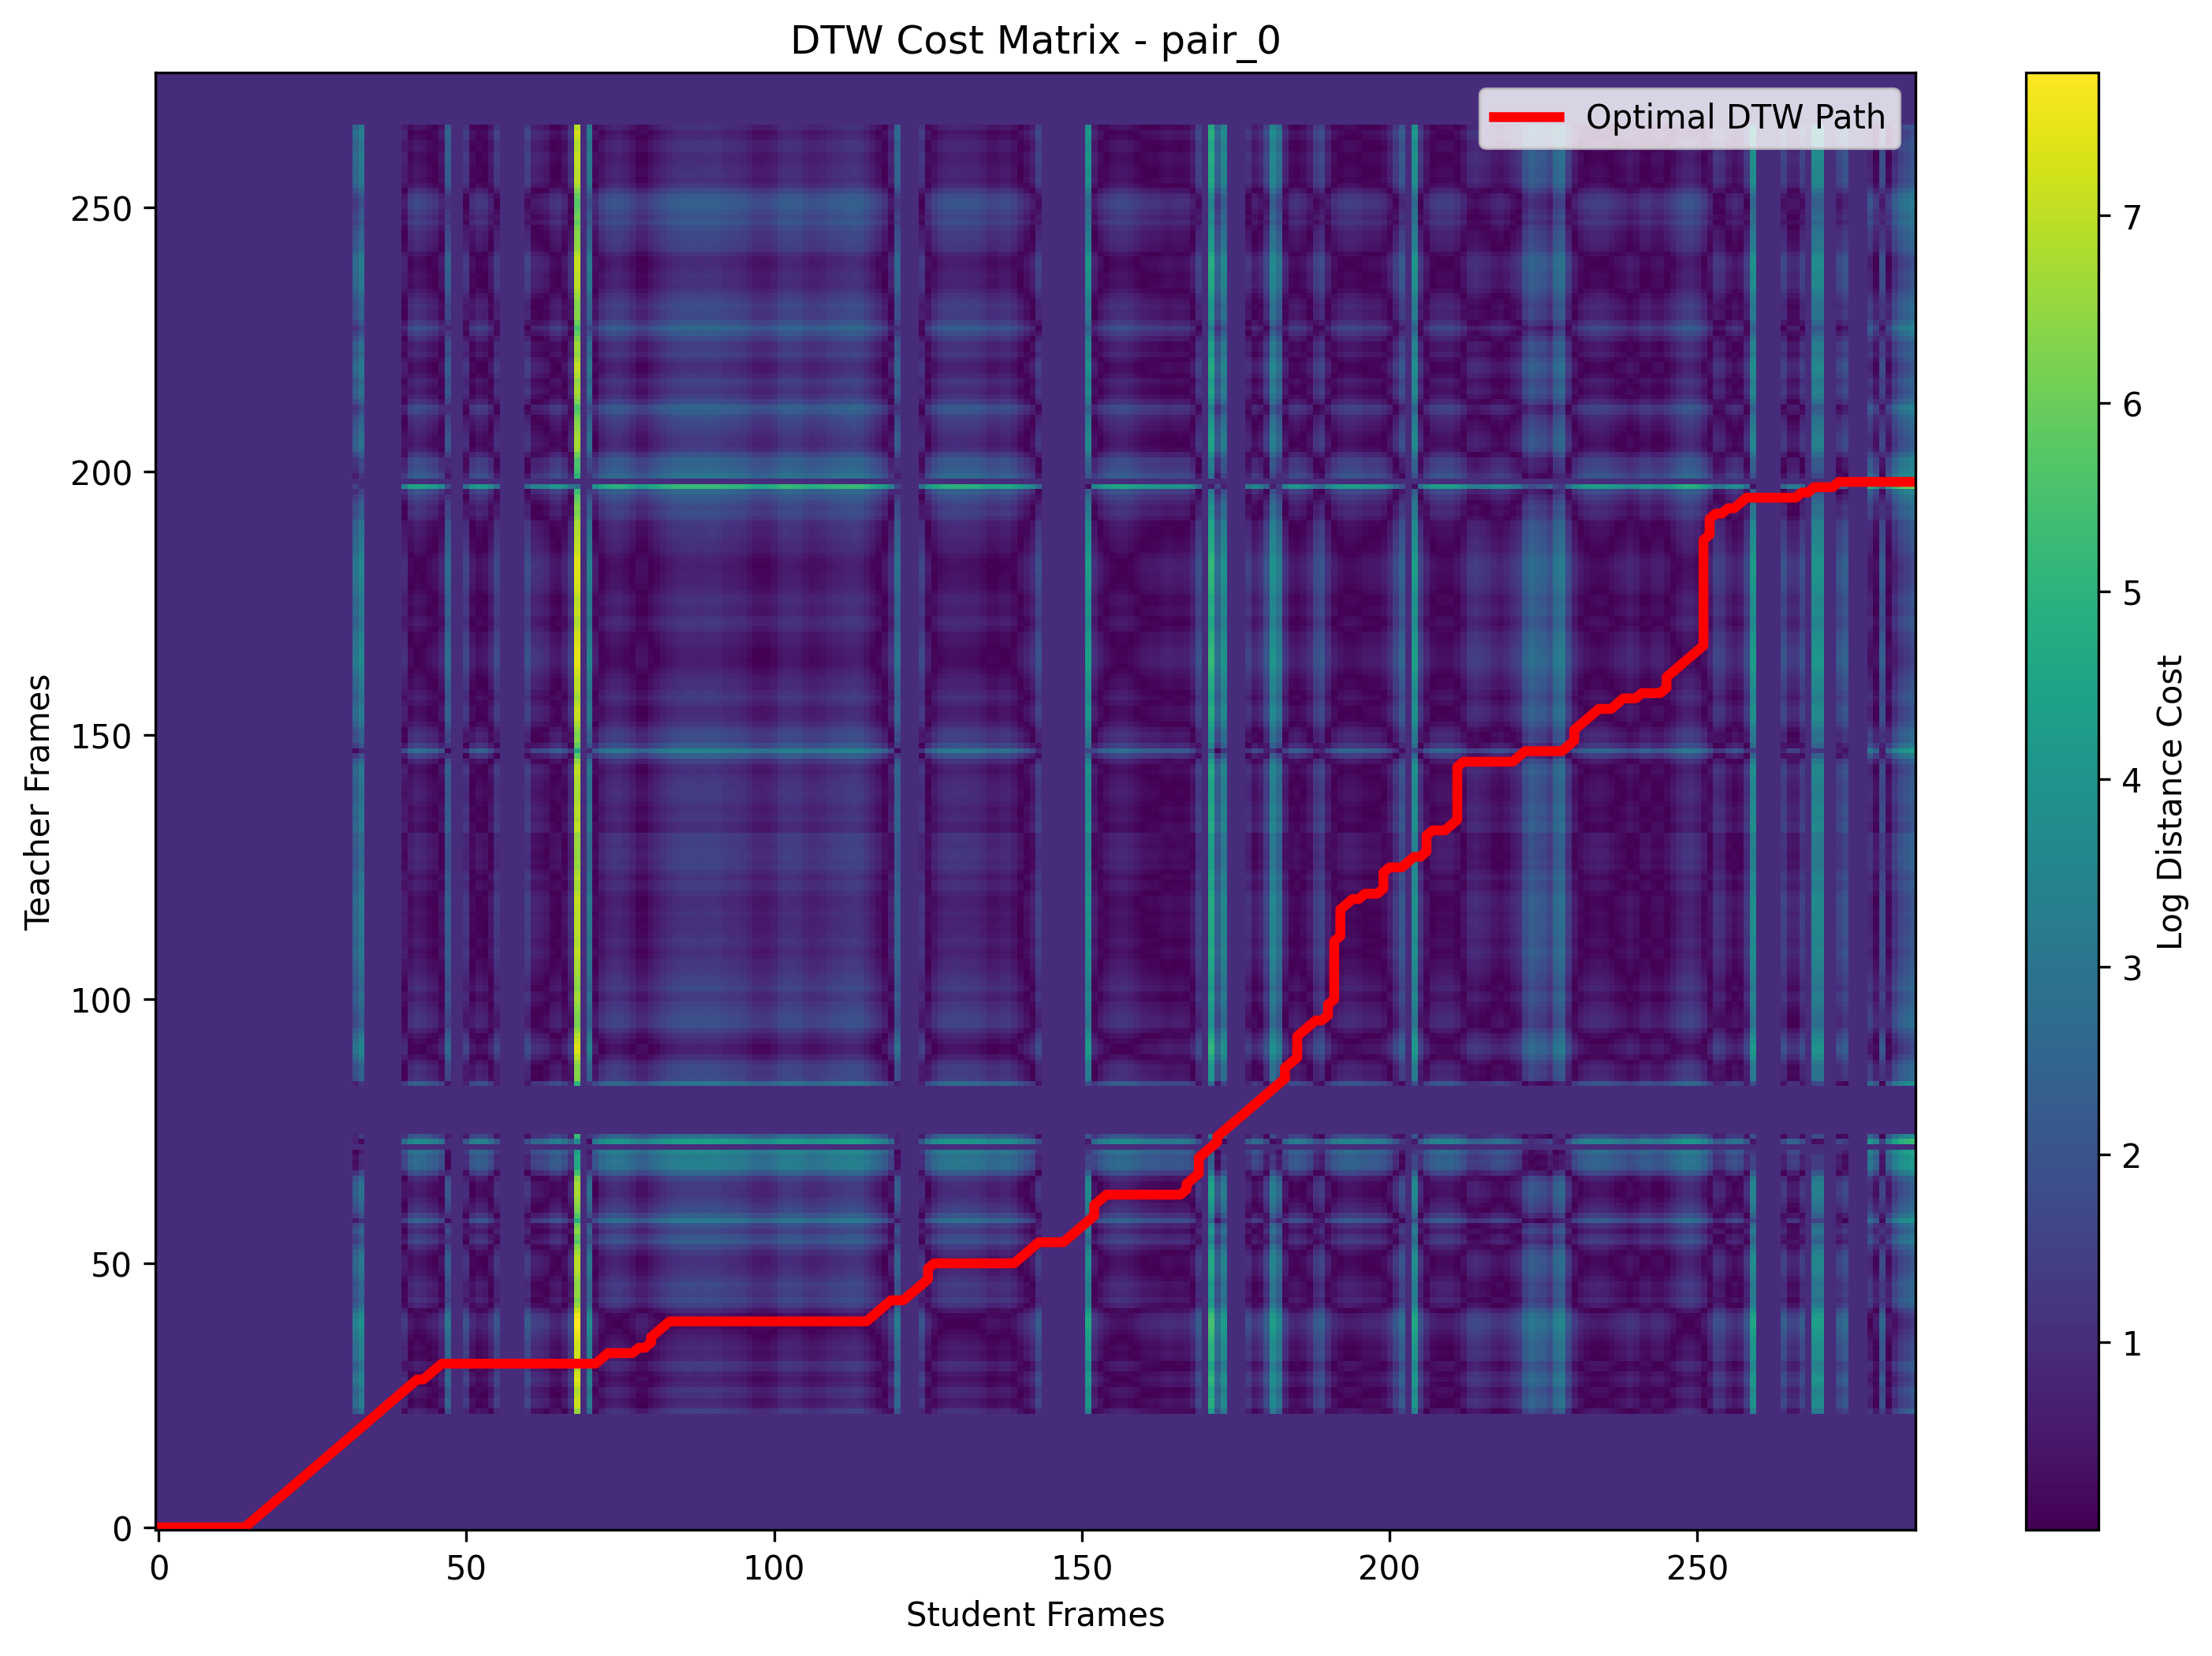 DTW Cost Matrix - pair_0
Optimal DTW Path
Teacher Frames
250
200
150
100
50
0
0 50 100 150 200 250
Student Frames
7
6
5
4
3
2
1
Log Distance Cost